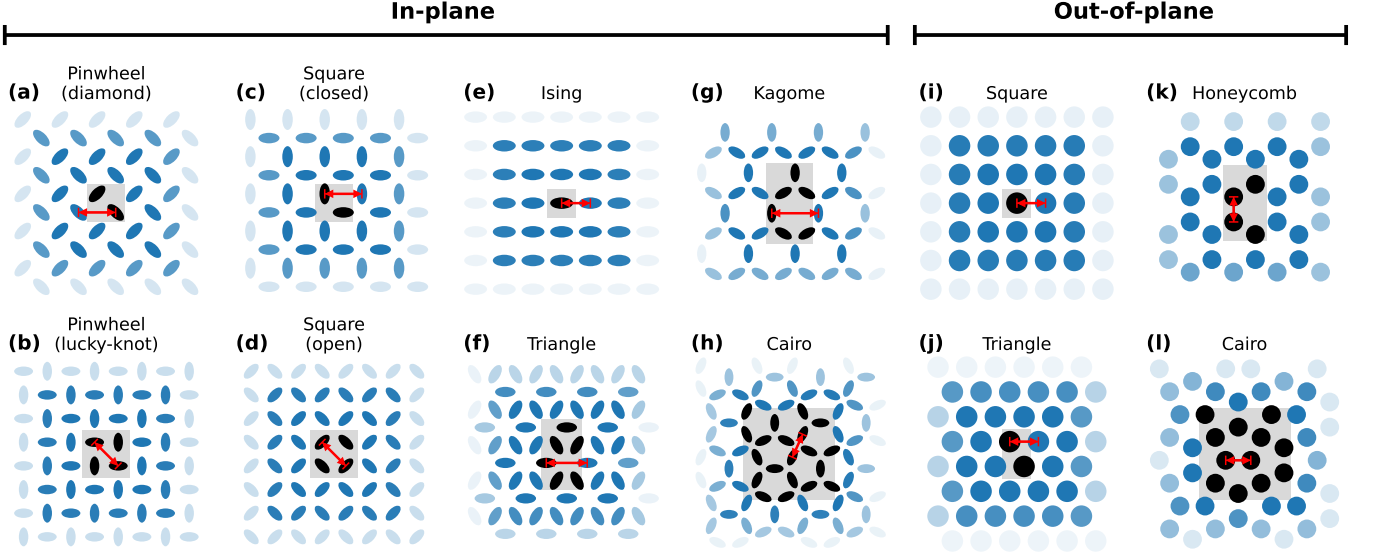 In-plane
Out-of-plane
(a) Pinwheel
(diamond)
(c) Square
(closed)
(e) Ising
(g) Kagome
(i) Square
(k) Honeycomb
(b) Pinwheel
(lucky-knot)
(d) Square
(open)
(f) Triangle
(h) Cairo
(j) Triangle
(l) Cairo